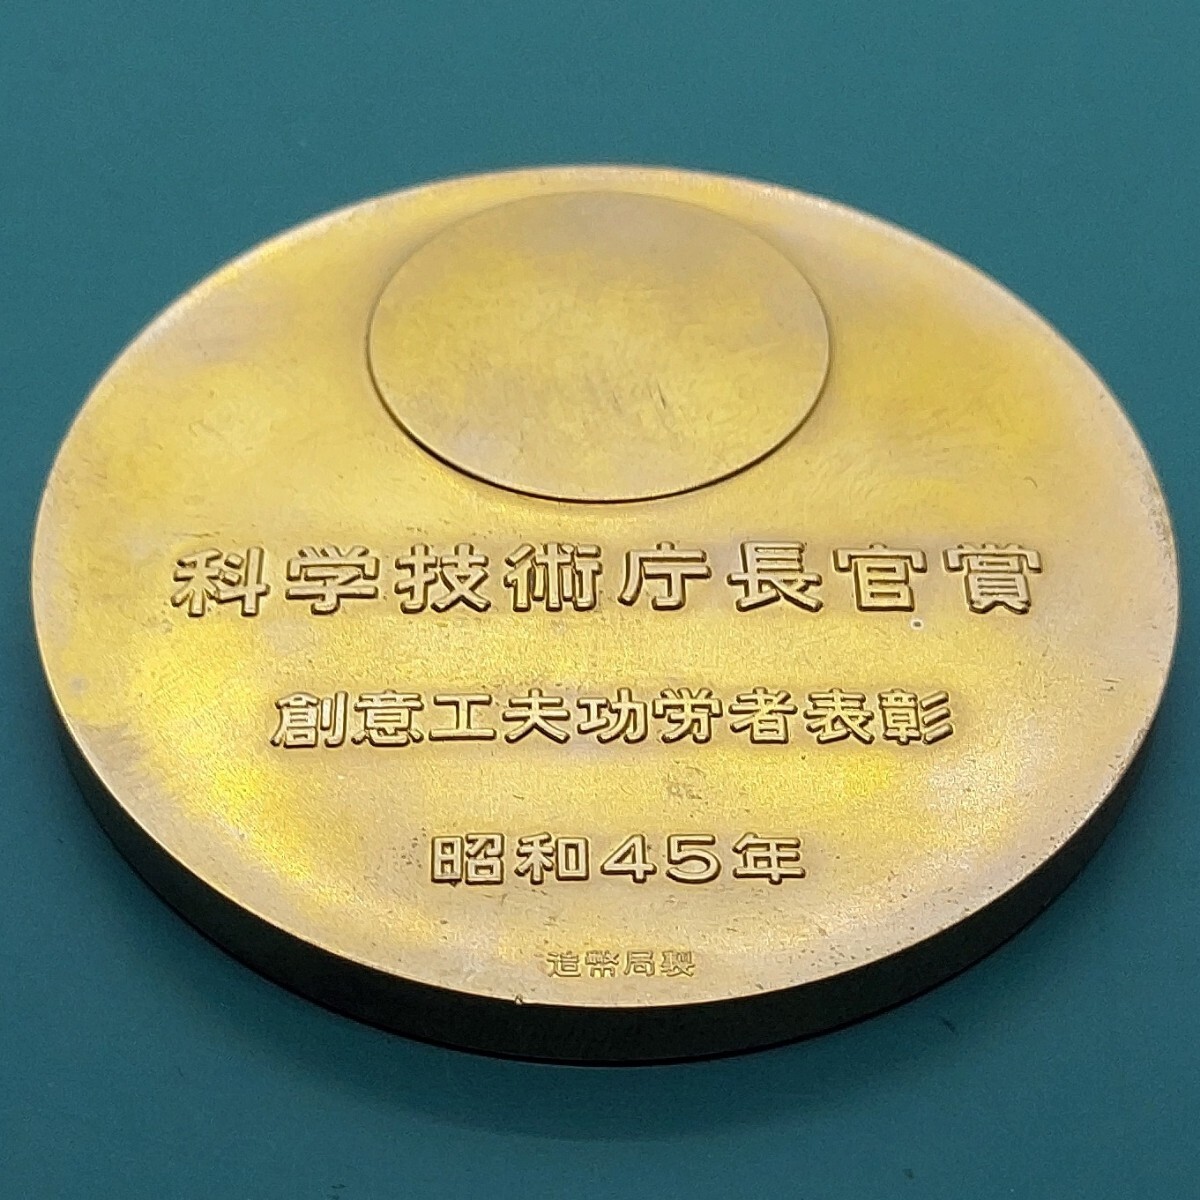 科学技術庁長官賞
創意工夫功労者表彰
昭和45年
造幣局製